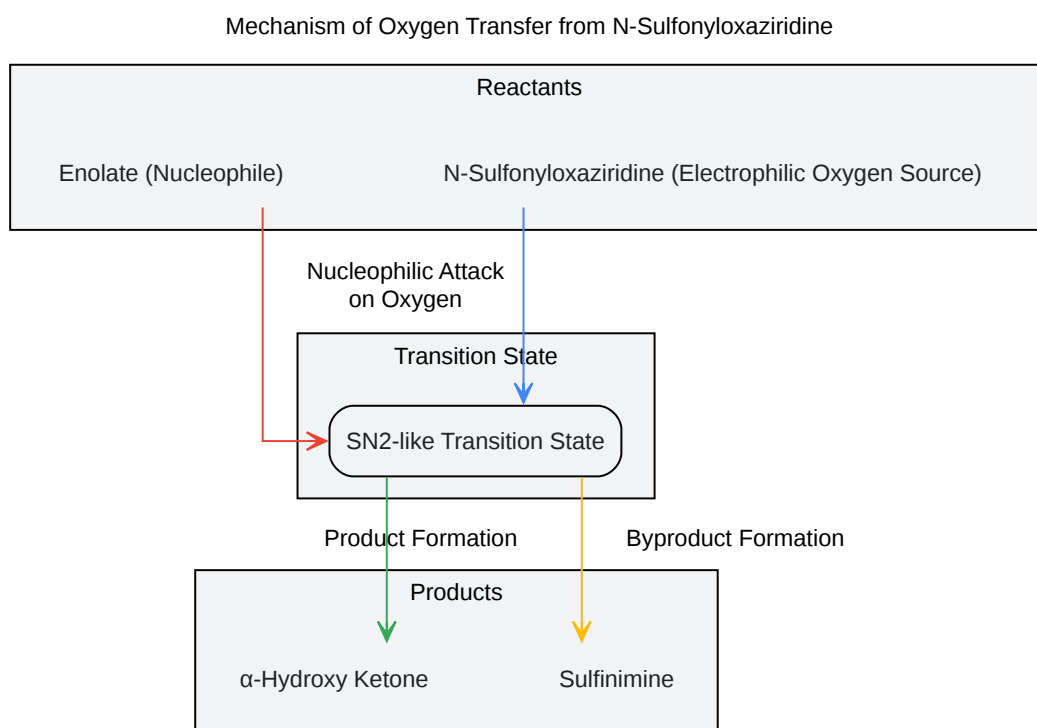 Mechanism of Oxygen Transfer from N-Sulfonyloxaziridine
Reactants
Enolate (Nucleophile)
N-Sulfonyloxaziridine (Electrophilic Oxygen Source)
Nucleophilic Attack
on Oxygen
Transition State
SN2-like Transition State
Product Formation
Byproduct Formation
Products
α-Hydroxy Ketone
Sulfinimine